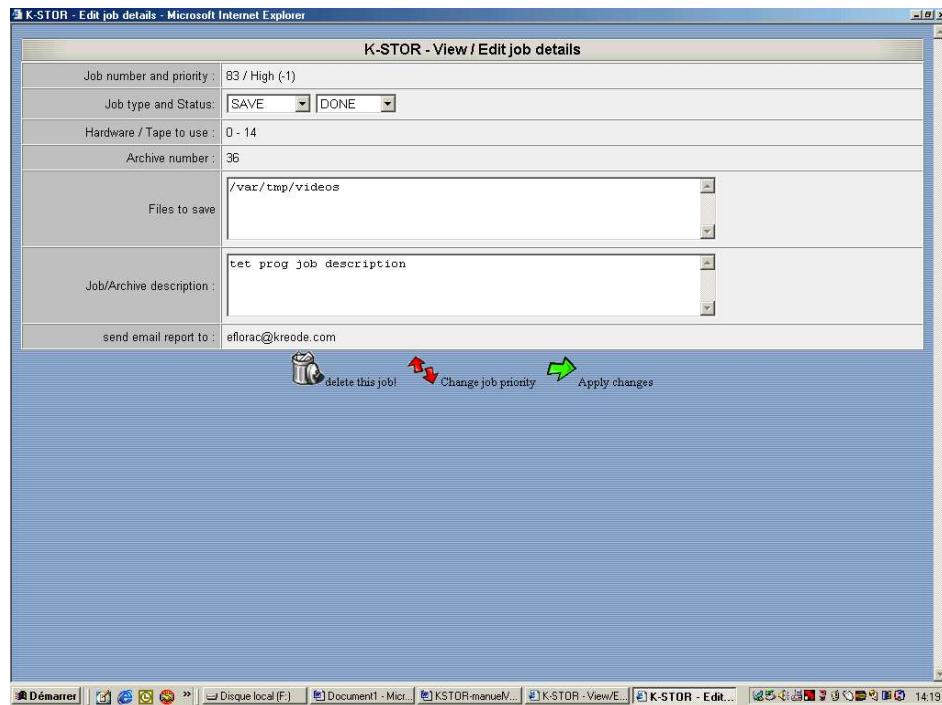 K-STOR - Edit job details - Microsoft Internet Explorer
K-STOR - View / Edit job details
Job number and priority : 83 / High (-1)
Job type and Status: SAVE DONE
Hardware / Tape to use : 0 - 14
Archive number : 36
Files to save /var/tmp/videos
Job/Archive description : tet prog job description
send email report to : eflorac@kreode.com
delete this job! Change job priority Apply changes
Démarrer » Disque local (F:) Document1 - Micr... KSTOR-manuelV... K-STOR - View/E... K-STOR - Edit... 14:19